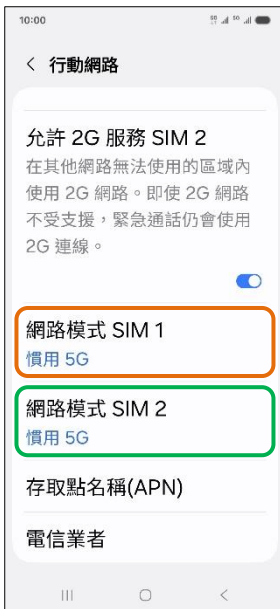 10:00
5G 5G
行動網路
允許 2G 服務 SIM 2
在其他網路無法使用的區域內
使用 2G 網路。即使 2G 網路
不受支援，緊急通話仍會使用
2G 連線。
網路模式 SIM 1
慣用 5G
網路模式 SIM 2
慣用 5G
存取點名稱(APN)
電信業者